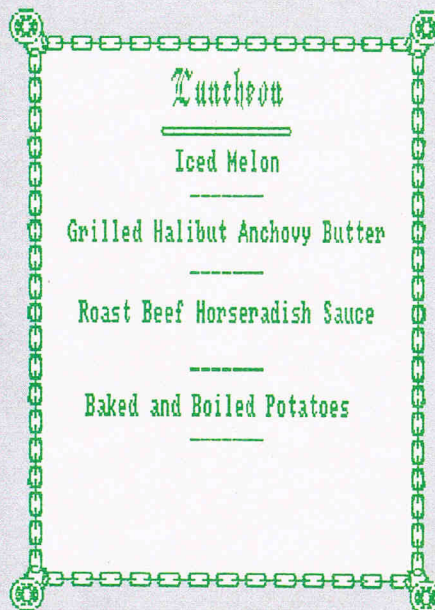 Luncheon
Iced Melon
Grilled Halibut Anchovy Butter
Roast Beef Horseradish Sauce
Baked and Boiled Potatoes